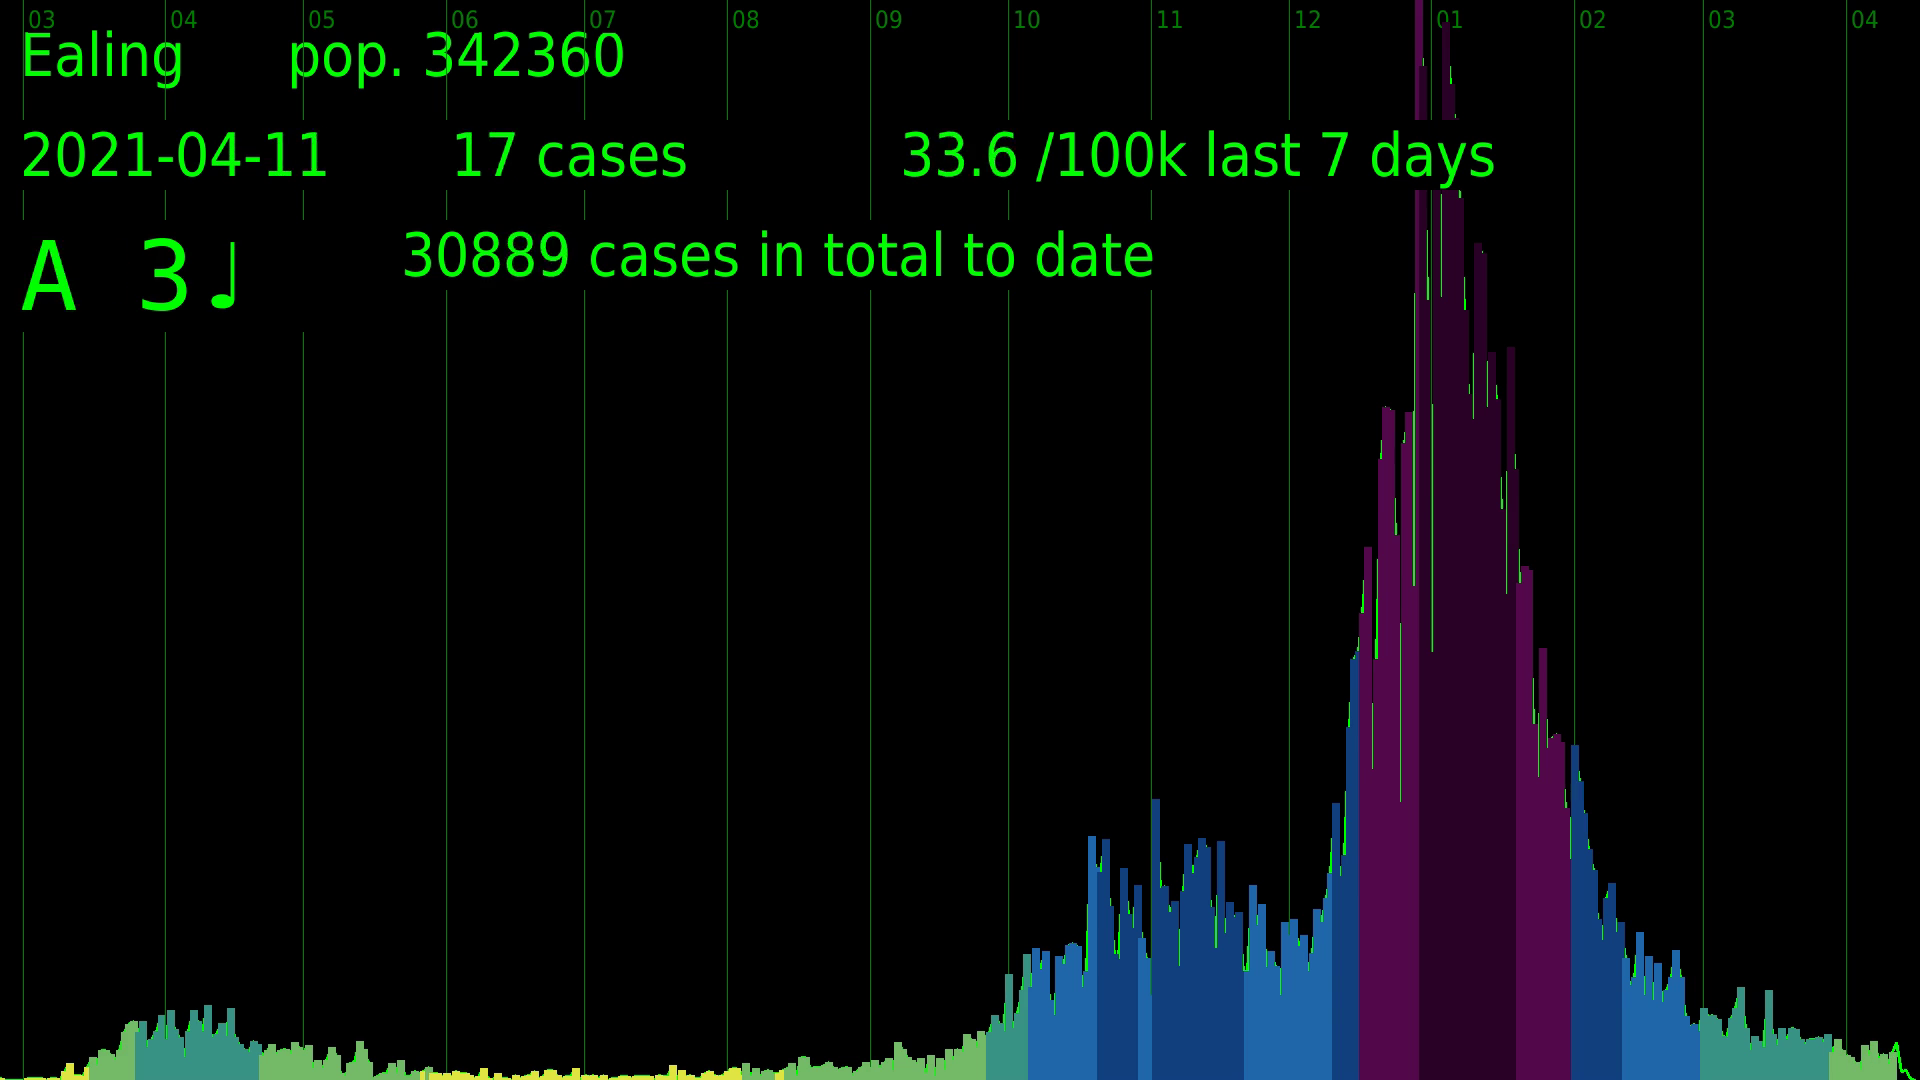 03 04 05 06 07 08 09 10 11 12 01 02 03 04
Ealing pop. 342360
2021-04-11 17 cases 33.6 /100k last 7 days
A 3♩ 30889 cases in total to date